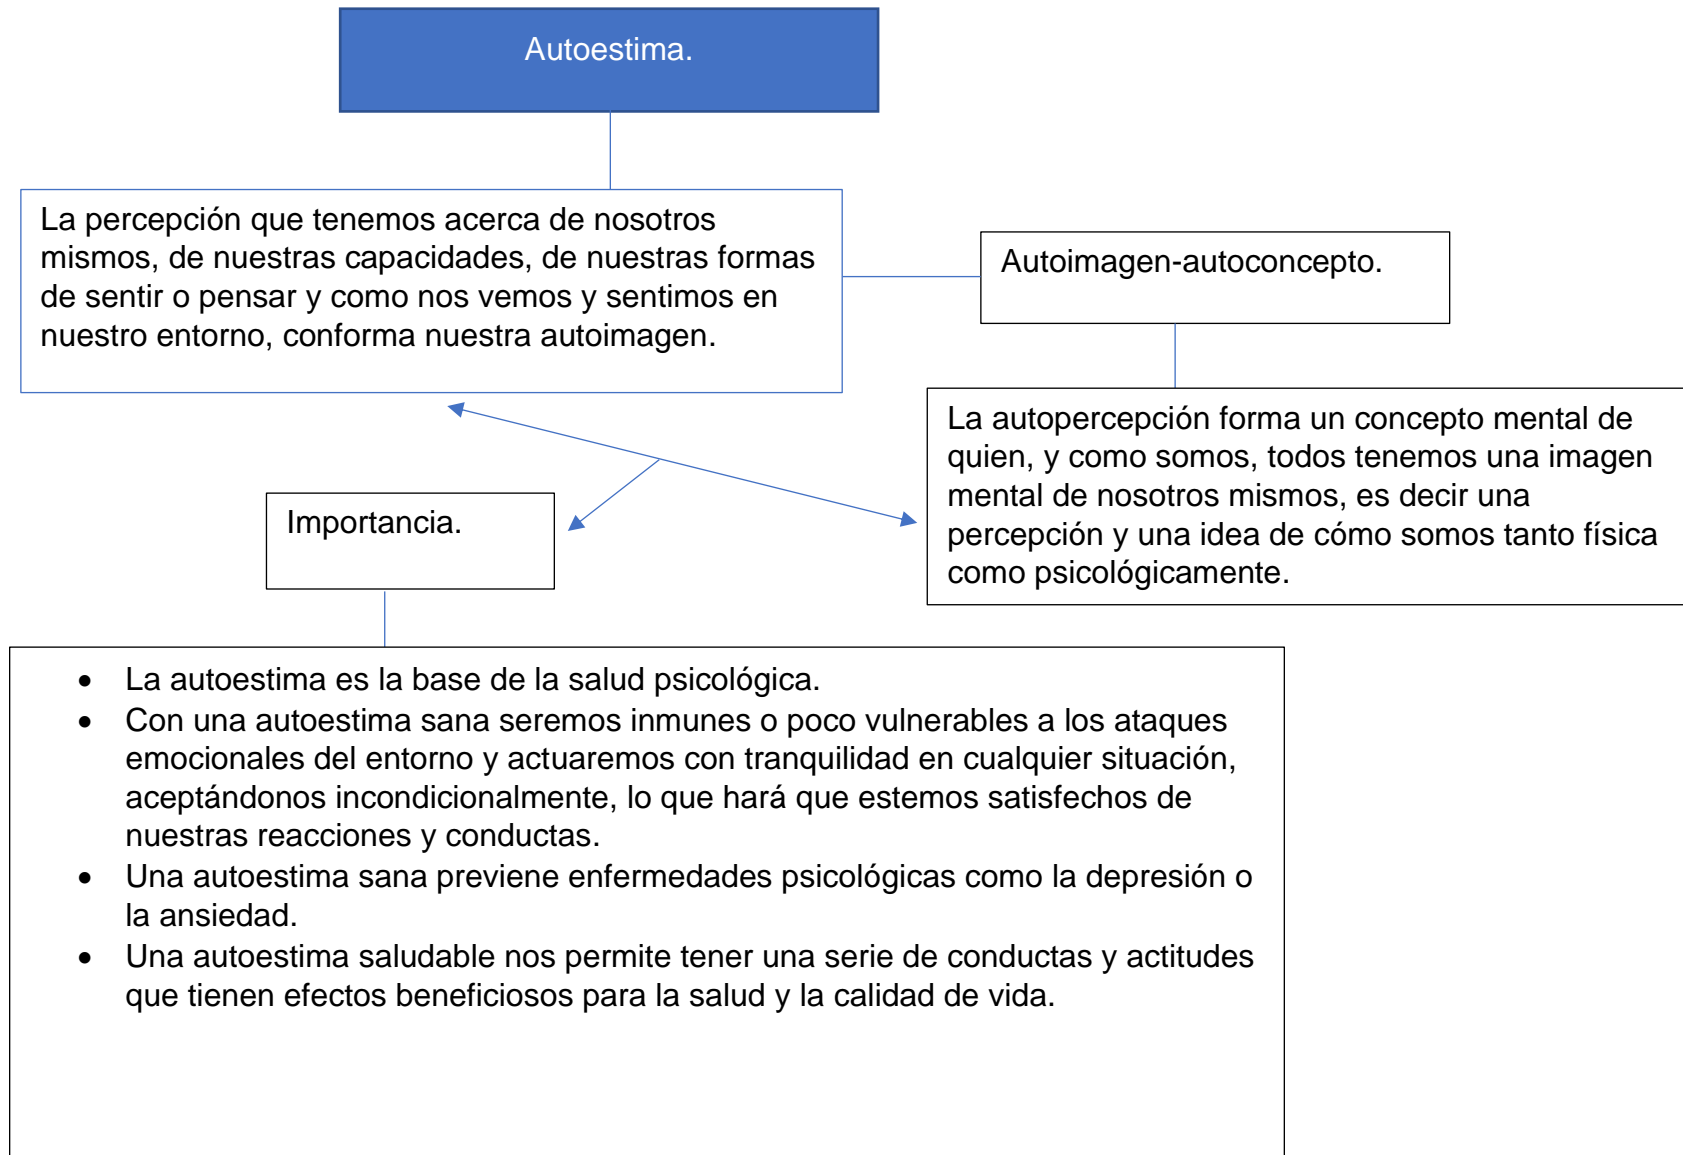 Autoestima.
La percepción que tenemos acerca de nosotros
mismos, de nuestras capacidades, de nuestras formas
de sentir o pensar y como nos vemos y sentimos en
nuestro entorno, conforma nuestra autoimagen.
Autoimagen-autoconcepto.
La autopercepción forma un concepto mental de
quien, y como somos, todos tenemos una imagen
mental de nosotros mismos, es decir una
percepción y una idea de cómo somos tanto física
como psicológicamente.
Importancia.
• La autoestima es la base de la salud psicológica.
• Con una autoestima sana seremos inmunes o poco vulnerables a los ataques
emocionales del entorno y actuaremos con tranquilidad en cualquier situación,
aceptándonos incondicionalmente, lo que hará que estemos satisfechos de
nuestras reacciones y conductas.
• Una autoestima sana previene enfermedades psicológicas como la depresión o
la ansiedad.
• Una autoestima saludable nos permite tener una serie de conductas y actitudes
que tienen efectos beneficiosos para la salud y la calidad de vida.